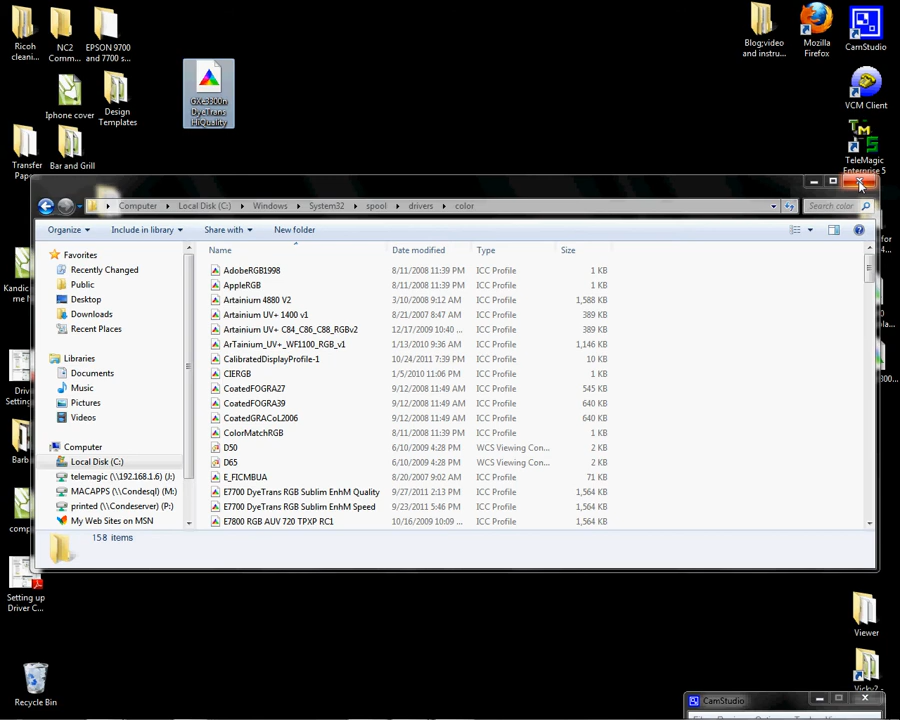 Ricoh
cleani...
NC2
Comm...
EPSON 9700
and 7700 s...
Iphone cover
Design
Templates
GX-3300n
DyeTrans
HiQuality
Transfer
Bar and Grill
Blog;video
and instru...
Mozilla
Firefox
CamStudio
VCM Client
TeleMagic
Enterprise 5
Computer
Local Disk (C:)
Windows
System32
spool
drivers
color
Search color
Organize
Include in library
Share with
New folder
Favorites
Recently Changed
Public
Desktop
Downloads
Recent Places
Libraries
Documents
Music
Pictures
Videos
Computer
Local Disk (C:)
telemagic (\\192.168.1.6) (J:)
MACAPPS (\\Condesql) (M:)
printed (\\Condeserver) (P:)
My Web Sites on MSN
Name Date modified Type Size
AdobeRGB1998 8/11/2008 11:39 PM ICC Profile 1 KB
AppleRGB 8/11/2008 11:39 PM ICC Profile 1 KB
Artainium 4880 V2 3/10/2008 9:12 AM ICC Profile 1,588 KB
Artainium UV+ 1400 v1 8/21/2007 8:47 AM ICC Profile 389 KB
Artainium UV+ C84_C86_C88_RGBv2 12/17/2009 10:40 ... ICC Profile 389 KB
ArTainium_UV+_WF1100_RGB_v1 1/13/2010 9:36 AM ICC Profile 1,146 KB
CalibratedDisplayProfile-1 10/24/2011 7:39 PM ICC Profile 10 KB
CIERGB 1/5/2010 11:06 PM ICC Profile 1 KB
CoatedFOGRA27 9/12/2008 11:49 AM ICC Profile 545 KB
CoatedFOGRA39 9/12/2008 11:49 AM ICC Profile 640 KB
CoatedGRACoL2006 9/12/2008 11:49 AM ICC Profile 640 KB
ColorMatchRGB 8/11/2008 11:39 PM ICC Profile 1 KB
D50 6/10/2009 4:28 PM WCS Viewing Con... 2 KB
D65 6/10/2009 4:28 PM WCS Viewing Con... 2 KB
E_FICMBUA 8/20/2007 9:02 AM ICC Profile 71 KB
E7700 DyeTrans RGB Sublim EnhM Quality 9/27/2011 2:13 PM ICC Profile 1,564 KB
E7700 DyeTrans RGB Sublim EnhM Speed 9/23/2011 5:46 PM ICC Profile 1,564 KB
E7800 RGB AUV 720 TPXP RC1 10/16/2009 10:09 ... ICC Profile 1,564 KB
158 items
Setting up
Driver C...
Viewer
Recycle Bin
CamStudio